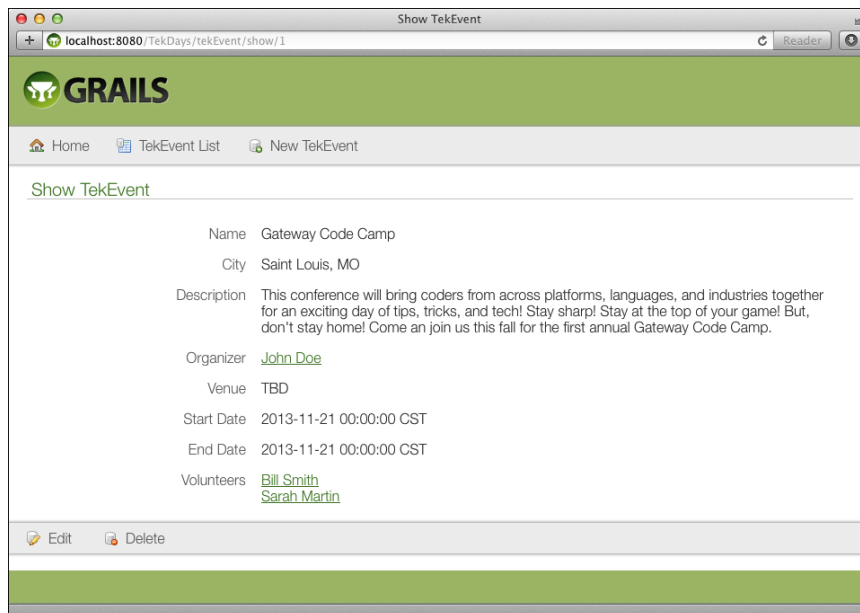 Show TekEvent
localhost:8080/TekDays/tekEvent/show/1
Reader
GRAILS
Home TekEvent List New TekEvent
Show TekEvent
Name Gateway Code Camp
City Saint Louis, MO
Description This conference will bring coders from across platforms, languages, and industries together
for an exciting day of tips, tricks, and tech! Stay sharp! Stay at the top of your game! But,
don't stay home! Come an join us this fall for the first annual Gateway Code Camp.
Organizer John Doe
Venue TBD
Start Date 2013-11-21 00:00:00 CST
End Date 2013-11-21 00:00:00 CST
Volunteers Bill Smith
Sarah Martin
Edit Delete